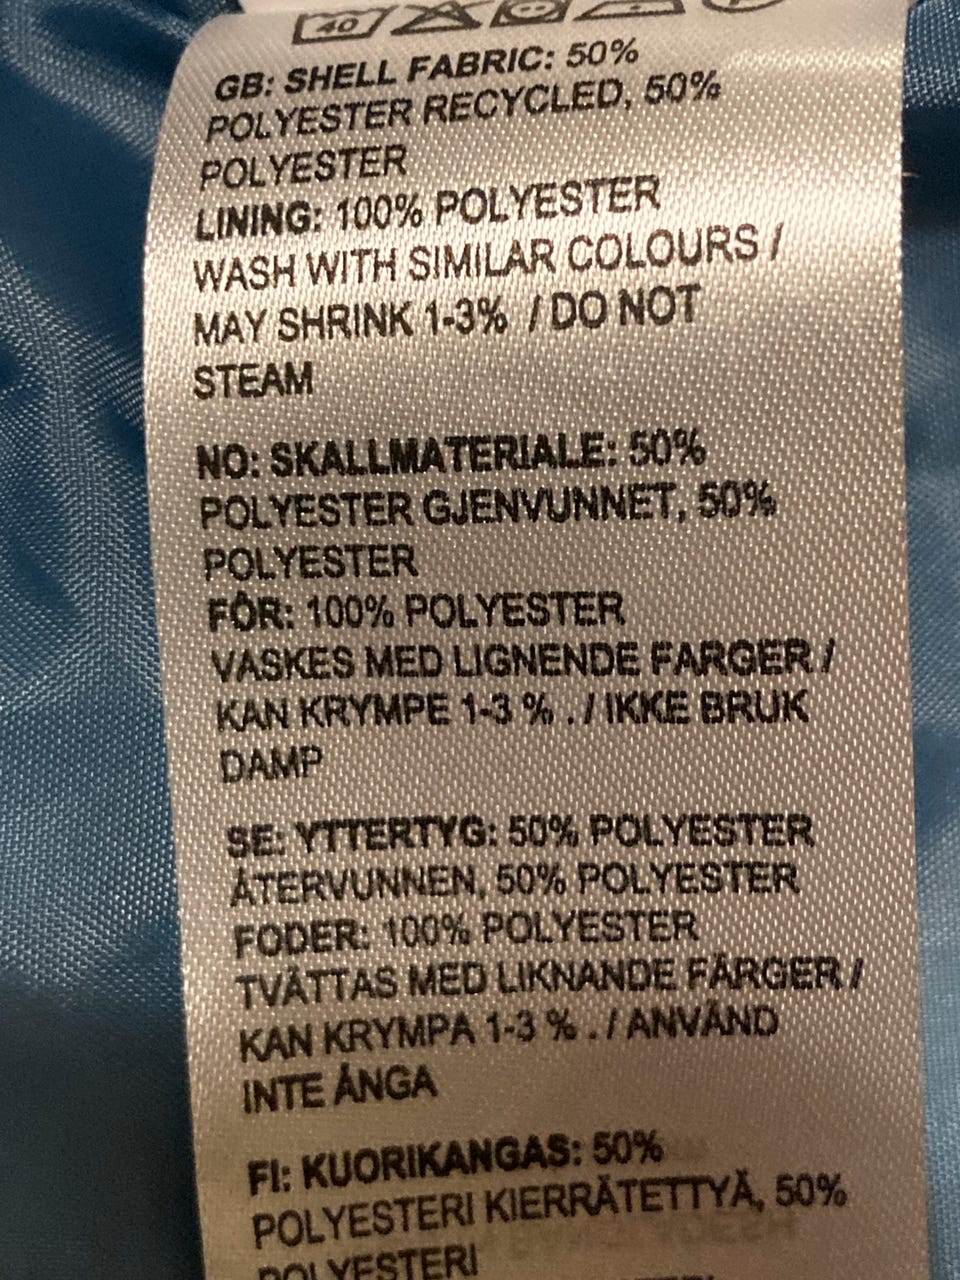 40
GB: SHELL FABRIC: 50%
POLYESTER RECYCLED, 50%
POLYESTER
LINING: 100% POLYESTER
WASH WITH SIMILAR COLOURS /
MAY SHRINK 1-3% / DO NOT
STEAM
NO: SKALLMATERIALE: 50%
POLYESTER GJENVUNNET, 50%
POLYESTER
FÔR: 100% POLYESTER
VASKES MED LIGNENDE FARGER /
KAN KRYMPE 1-3 % . / IKKE BRUK
DAMP
SE: YTTERTYG: 50% POLYESTER
ÅTERVUNNEN, 50% POLYESTER
FODER: 100% POLYESTER
TVÄTTAS MED LIKNANDE FÄRGER /
KAN KRYMPA 1-3 % . / ANVÄND
INTE ÅNGA
FI: KUORIKANGAS: 50%
POLYESTERI KIERRÄTETTYÄ, 50%
POLYESTERI